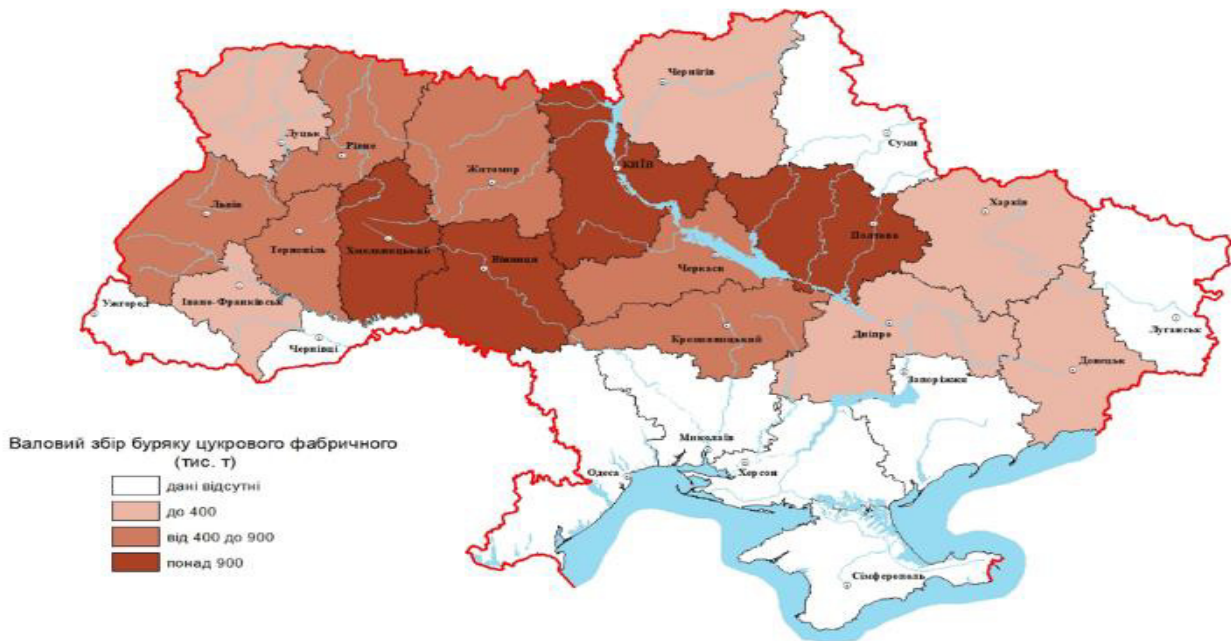 Чернігів
Суми
Луцьк
Рівне
КИЇВ
Житомир
Львів
Харків
Тернопіль
Хмельницький
Вінниця
Полтава
Черкаси
Ужгород
Івано-Франківськ
Чернівці
Кропивницький
Дніпро
Луганськ
Донецьк
Запоріжжя
Миколаїв
Херсон
Одеса
Сімферополь
Валовий збір буряку цукрового фабричного
(тис. т)
дані відсутні
до 400
від 400 до 900
понад 900